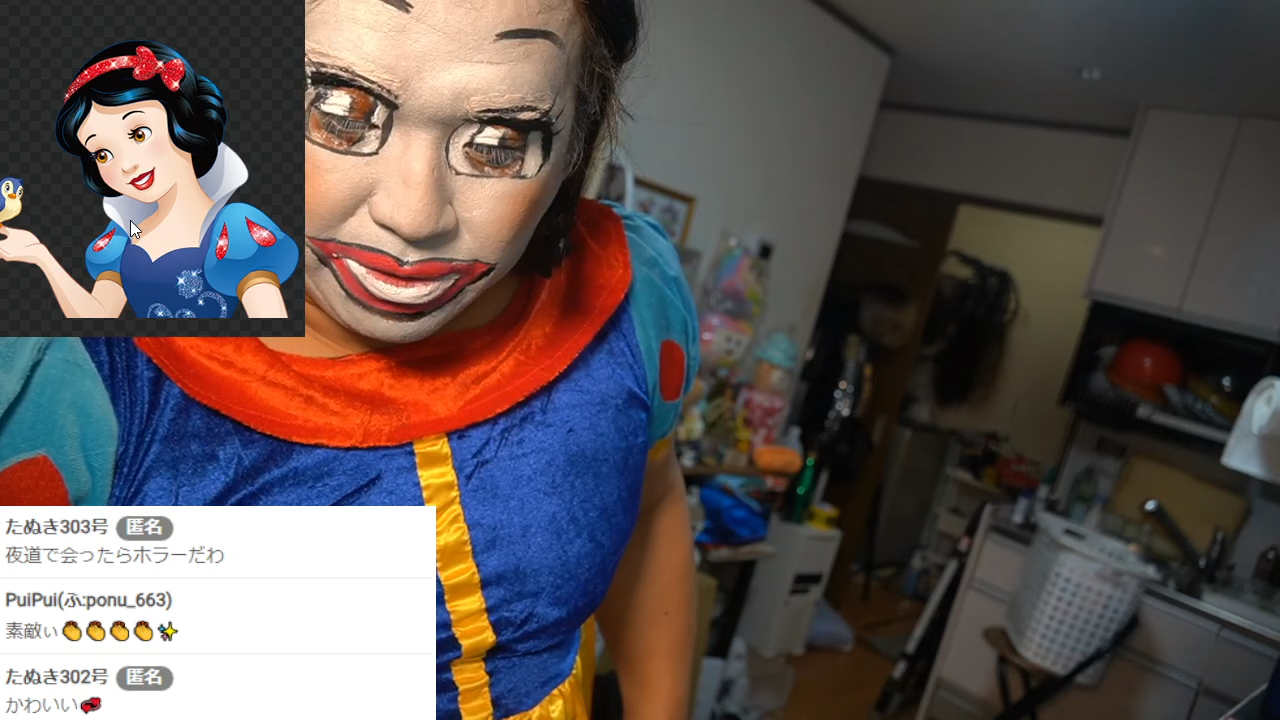 たぬき303号 匿名
夜道で会ったらホラーだわ
PuiPui(ふ:ponu_663)
素敵ぃ👏👏👏👏✨
たぬき302号 匿名
かわいい💋